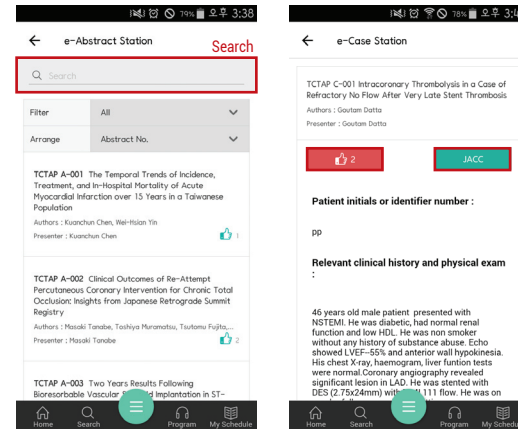 79% 오후 3:38
e-Abstract Station
Search
Search
Filter All
Arrange Abstract No.
TCTAP A-001 The Temporal Trends of Incidence,
Treatment, and In-Hospital Mortality of Acute
Myocardial Infarction over 15 Years in a Taiwanese
Population
Authors : Kuanchun Chen, Wei-Hsian Yin
Presenter : Kuanchun Chen
1
TCTAP A-002 Clinical Outcomes of Re-Attempt
Percutaneous Coronary Intervention for Chronic Total
Occlusion: Insights from Japanese Retrograde Summit
Registry
Authors : Masaki Tanabe, Toshiya Muramatsu, Tsutomu Fujita,...
Presenter : Masaki Tanabe
2
TCTAP A-003 Two Years Results Following
Bioresorbable Vascular Implantation in ST-
Home Search Program My Schedule
78% 오후
e-Case Station
TCTAP C-001 Intracoronary Thrombolysis in a Case of
Refractory No Flow After Very Late Stent Thrombosis
Authors : Goutam Datta
Presenter : Goutam Datta
2 JACC
Patient initials or identifier number :
pp
Relevant clinical history and physical exam
:
46 years old male patient presented with
NSTEMI. He was diabetic, had normal renal
function and low HDL. He was non smoker
without any history of substance abuse. Echo
showed LVEF-55% and anterior wall hypokinesia.
His chest X-ray, haemogram, liver funtion tests
were normal.Coronary angiography revealed
significant lesion in LAD. He was stented with
DES (2.75x24mm) with 111 flow. He was on
Home Search Program My Schedule